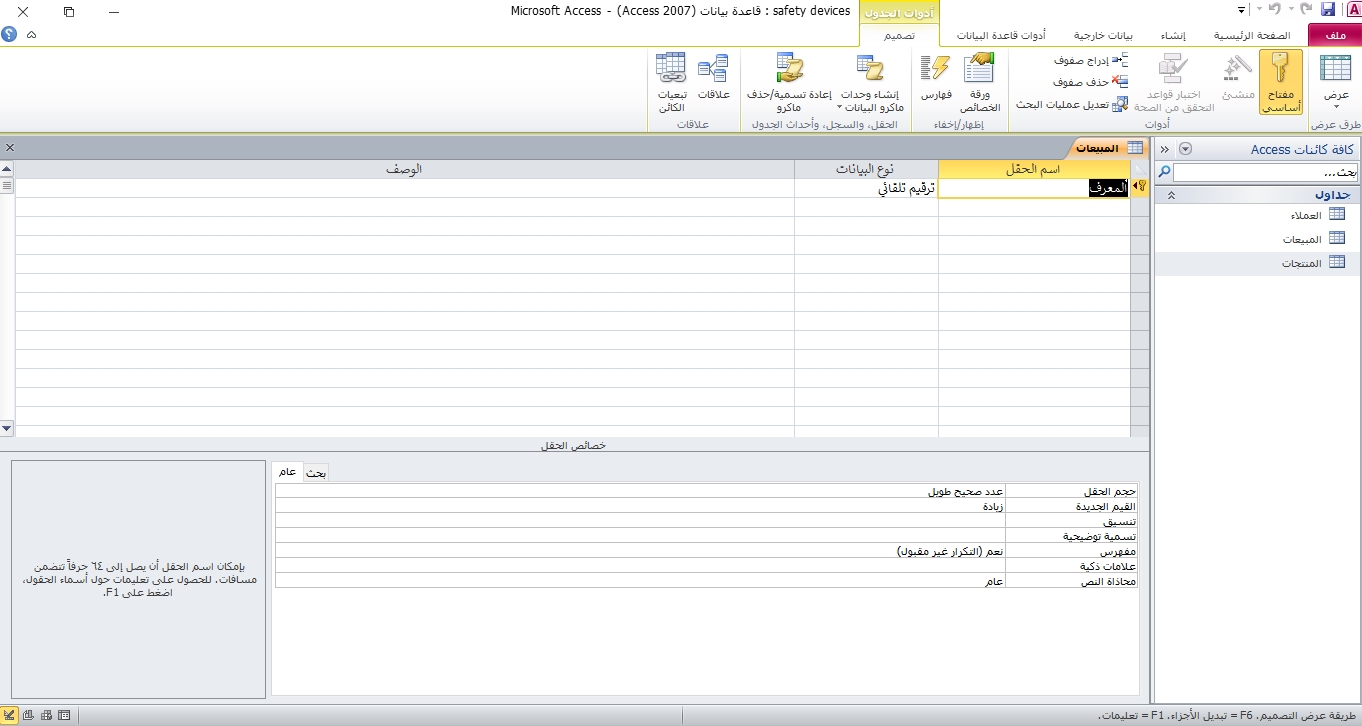 safety devices : قاعدة بيانات (Access 2007) - Microsoft Access
أدوات الجدول
ملف
الصفحة الرئيسية
إنشاء
بيانات خارجية
أدوات قاعدة البيانات
تصميم
عرض
مفتاح أساسي
منشئ
اختبار قواعد التحقق من الصحة
إدراج صفوف
حذف صفوف
تعديل عمليات البحث
ورقة الخصائص
فهارس
إنشاء وحدات ماكرو البيانات
إعادة تسمية/حذف ماكرو
علاقات
تبعيات الكائن
طرق عرض
أدوات
إظهار/إخفاء
الحقل، والسجل، وأحداث الجدول
علاقات
كافة كائنات Access
بحث...
جداول
العملاء
المبيعات
المنتجات
المبيعات
اسم الحقل
نوع البيانات
الوصف
المعرف
ترقيم تلقائي
خصائص الحقل
عام
بحث
حجم الحقل
عدد صحيح طويل
القيم الجديدة
زيادة
تنسيق
تسمية توضيحية
مفهرس
نعم (التكرار غير مقبول)
علامات ذكية
محاذاة النص
عام
بإمكان اسم الحقل أن يصل إلى ٦٤ حرفاً تتضمن
مسافات. للحصول على تعليمات حول أسماء الحقول،
اضغط على F1.
طريقة عرض التصميم. F6 = تبديل الأجزاء. F1 = تعليمات.